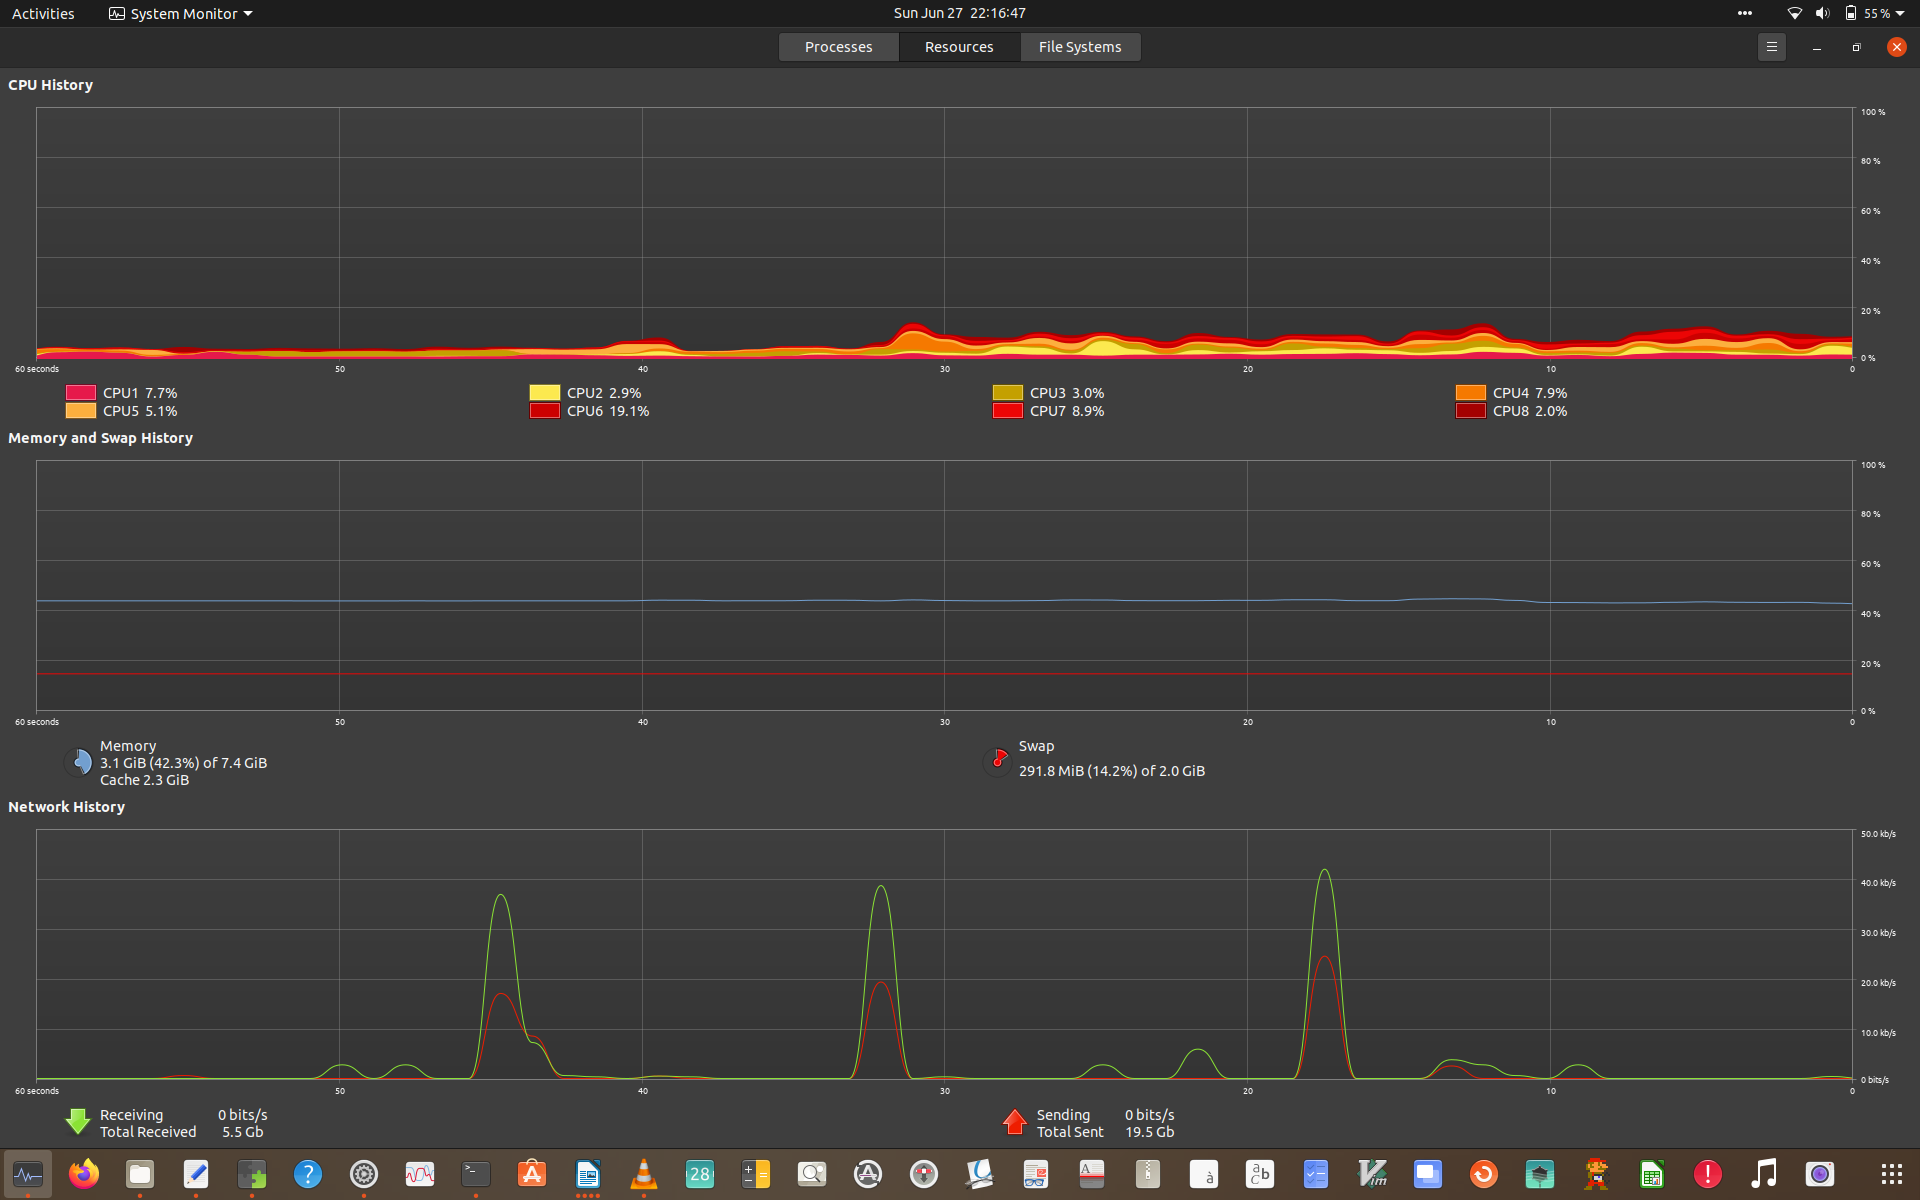 Activities System Monitor Sun Jun 27 22:16:47 55 %
Processes Resources File Systems
CPU History
100 %
80 %
60 %
40 %
20 %
0 %
60 seconds 50 40 30 20 10 0
CPU1 7.7% CPU2 2.9% CPU3 3.0% CPU4 7.9%
CPU5 5.1% CPU6 19.1% CPU7 8.9% CPU8 2.0%
Memory and Swap History
100 %
80 %
60 %
40 %
20 %
0 %
60 seconds 50 40 30 20 10 0
Memory Swap
3.1 GiB (42.3%) of 7.4 GiB 291.8 MiB (14.2%) of 2.0 GiB
Cache 2.3 GiB
Network History
50.0 kb/s
40.0 kb/s
30.0 kb/s
20.0 kb/s
10.0 kb/s
0 bits/s
60 seconds 50 40 30 20 10 0
Receiving 0 bits/s Sending 0 bits/s
Total Received 5.5 Gb Total Sent 19.5 Gb
? >_ A 28 A A à a b c Vim !